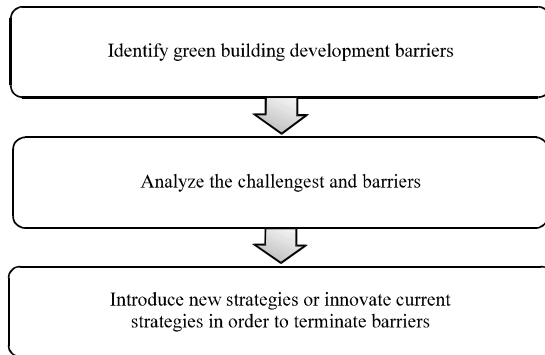 Identify green building development barriers
Analyze the challengest and barriers
Introduce new strategies or innovate current
strategies in order to terminate barriers